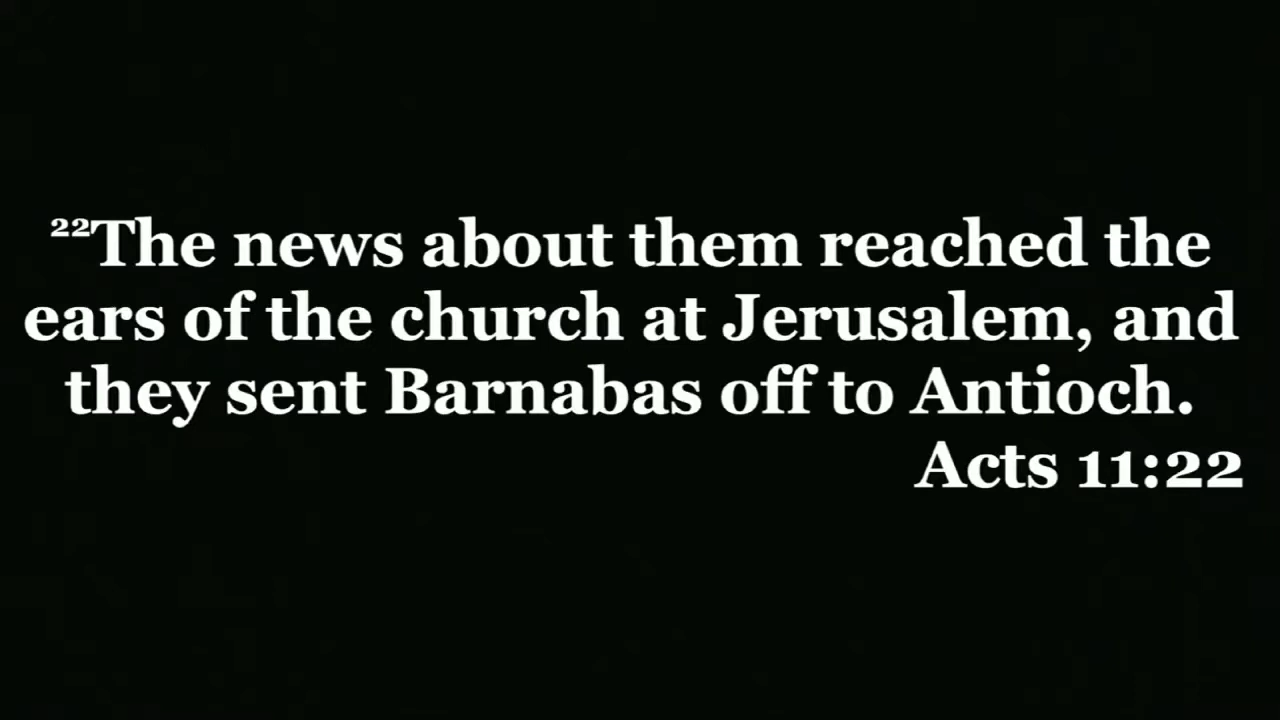 ²²The news about them reached the
ears of the church at Jerusalem, and
they sent Barnabas off to Antioch.
Acts 11:22